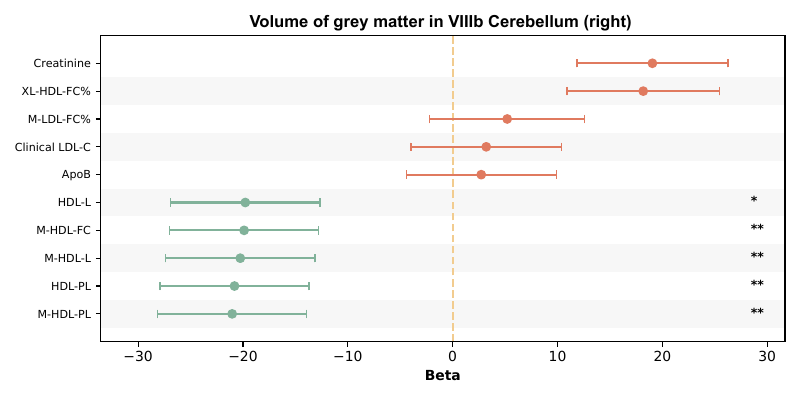 Volume of grey matter in VIIIb Cerebellum (right)
Creatinine
XL-HDL-FC%
M-LDL-FC%
Clinical LDL-C
ApoB
HDL-L *
M-HDL-FC **
M-HDL-L **
HDL-PL **
M-HDL-PL **
−30 −20 −10 0 10 20 30
Beta